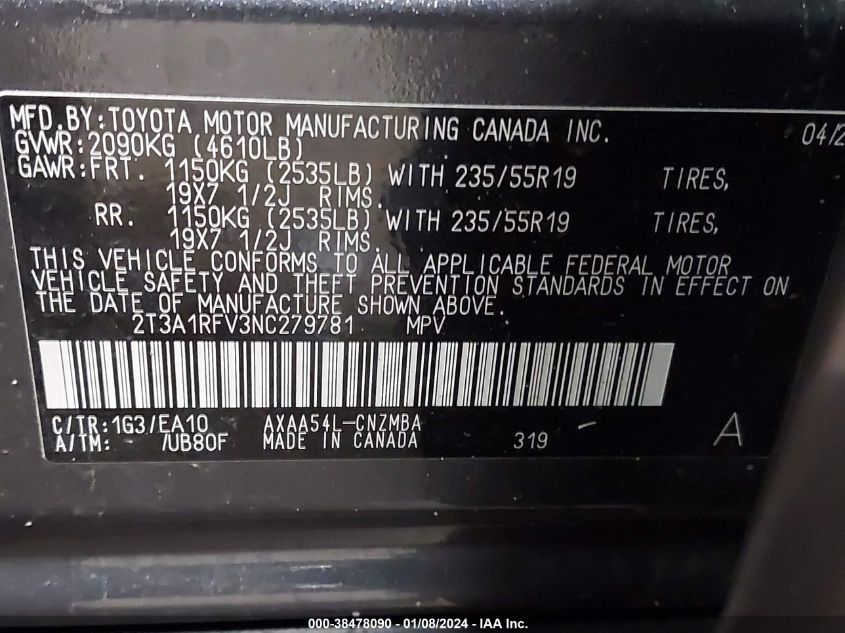 MFD.BY:TOYOTA MOTOR MANUFACTURING CANADA INC. 04/2
GVWR:2090KG (4610LB)
GAWR:FRT. 1150KG (2535LB) WITH 235/55R19 TIRES,
19X7 1/2J RIMS.
RR. 1150KG (2535LB) WITH 235/55R19 TIRES,
19X7 1/2J RIMS.
THIS VEHICLE CONFORMS TO ALL APPLICABLE FEDERAL MOTOR
VEHICLE SAFETY AND THEFT PREVENTION STANDARDS IN EFFECT ON
THE DATE OF MANUFACTURE SHOWN ABOVE.
2T3A1RFV3NC279781 MPV
C/TR:1G3/EA10 AXAA54L-CNZMBA
A/TM: - /UB80F MADE IN CANADA 319 A
000-38478090 - 01/08/2024 - IAA Inc.